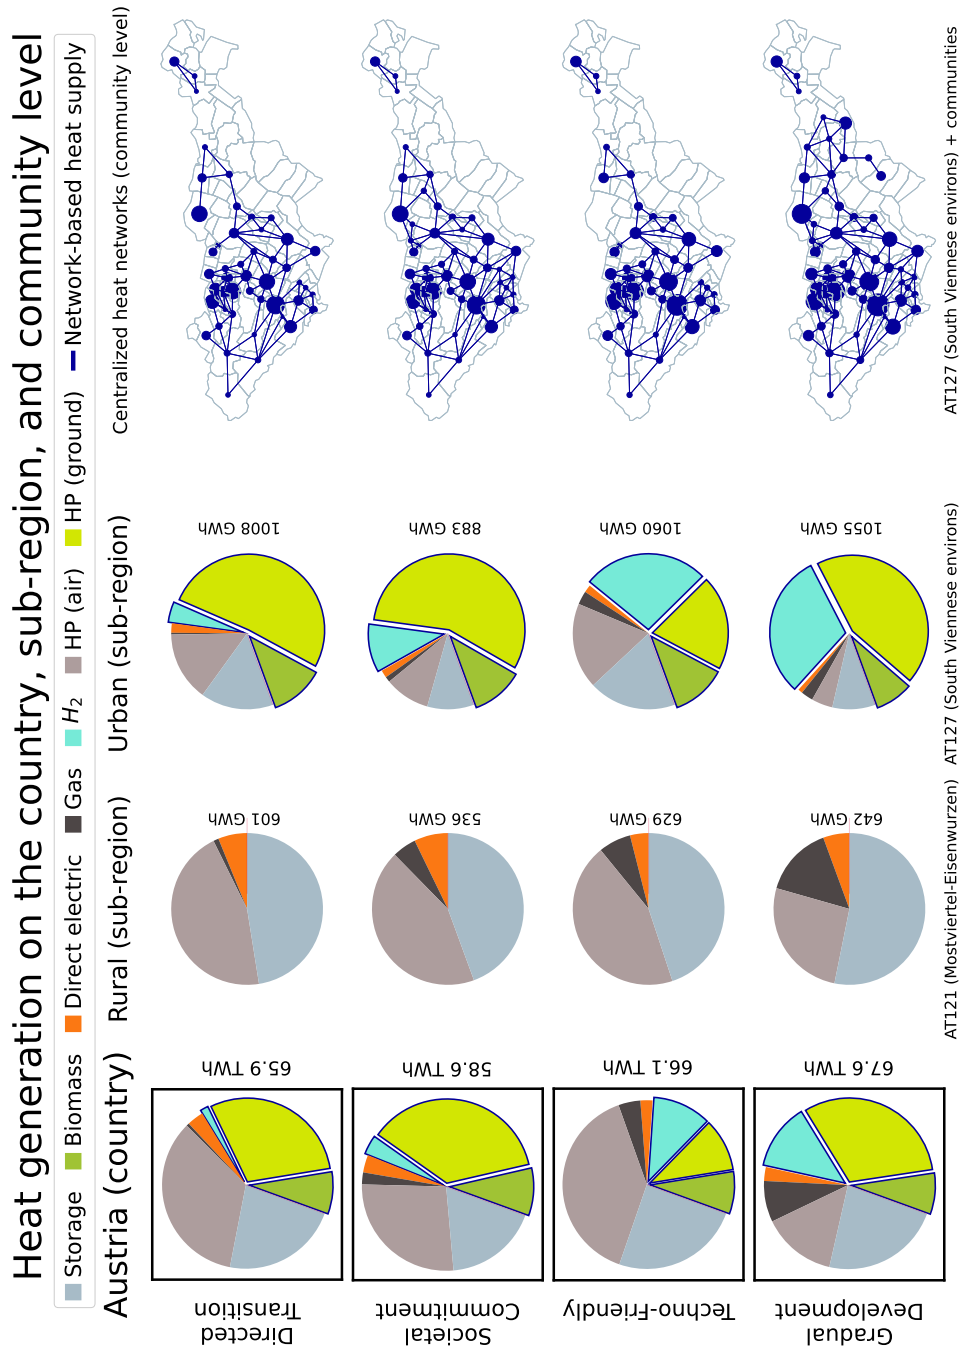 Heat generation on the country, sub-region, and community level
Storage Biomass Direct electric Gas H₂ HP (air) HP (ground) Network-based heat supply
Austria (country) Rural (sub-region) Urban (sub-region) Centralized heat networks (community level)
Directed
Transition
65.9 TWh
601 GWh
1008 GWh
Societal
Commitment
58.6 TWh
536 GWh
883 GWh
Techno-Friendly
66.1 TWh
629 GWh
1060 GWh
Gradual
Development
67.6 TWh
642 GWh
1055 GWh
AT121 (Mostviertel-Eisenwurzen) AT127 (South Viennese environs) AT127 (South Viennese environs) + communities